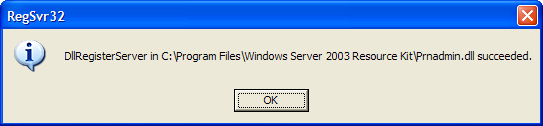 RegSvr32
DllRegisterServer in C:\Program Files\Windows Server 2003 Resource Kit\Prnadmin.dll succeeded.
OK